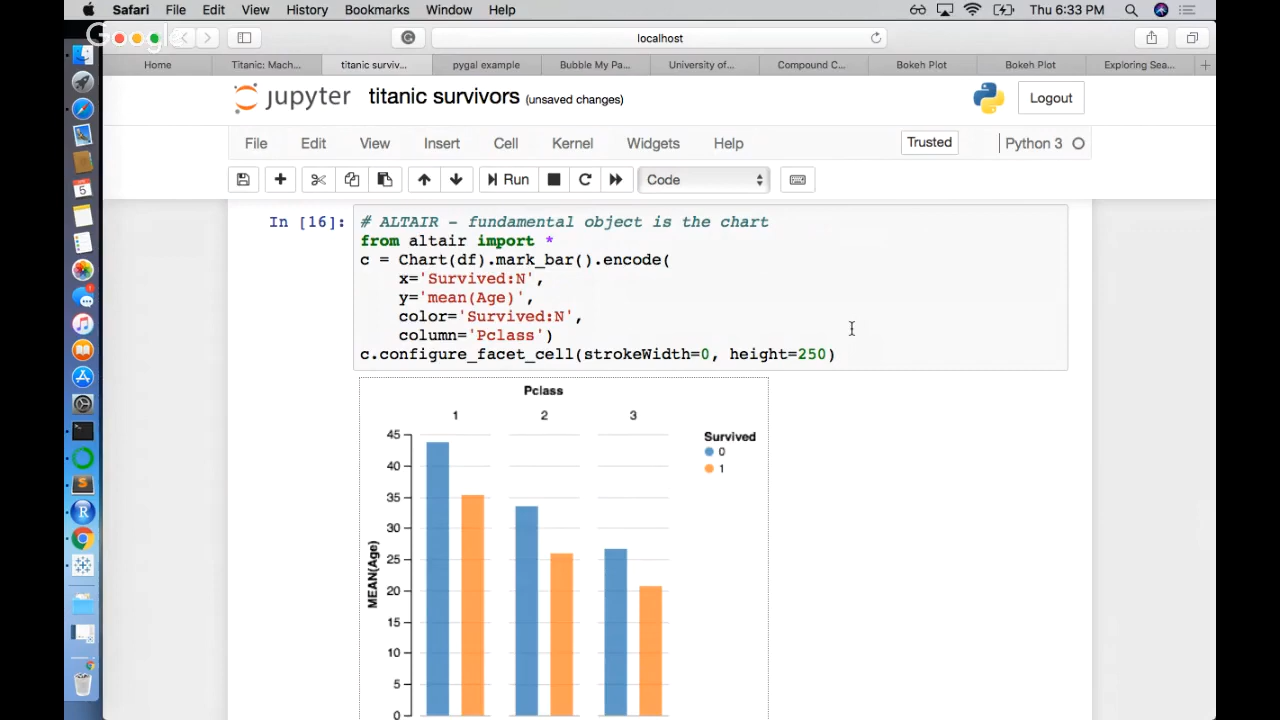 Safari File Edit View History Bookmarks Window Help Thu 6:33 PM
Google
localhost
Home Titanic: Mach... titanic surviv... pygal example Bubble My Pa... University of... Compound C... Bokeh Plot Bokeh Plot Exploring Sea...
jupyter titanic survivors (unsaved changes) Logout
File Edit View Insert Cell Kernel Widgets Help Trusted Python 3
Run Code
In [16]: # ALTAIR - fundamental object is the chart
from altair import *
c = Chart(df).mark_bar().encode(
x='Survived:N',
y='mean(Age)',
color='Survived:N',
column='Pclass')
c.configure_facet_cell(strokeWidth=0, height=250)
Pclass
1 2 3
Survived
0
1
45
40
35
30
25
20
15
10
5
0
MEAN(Age)
5
S
R